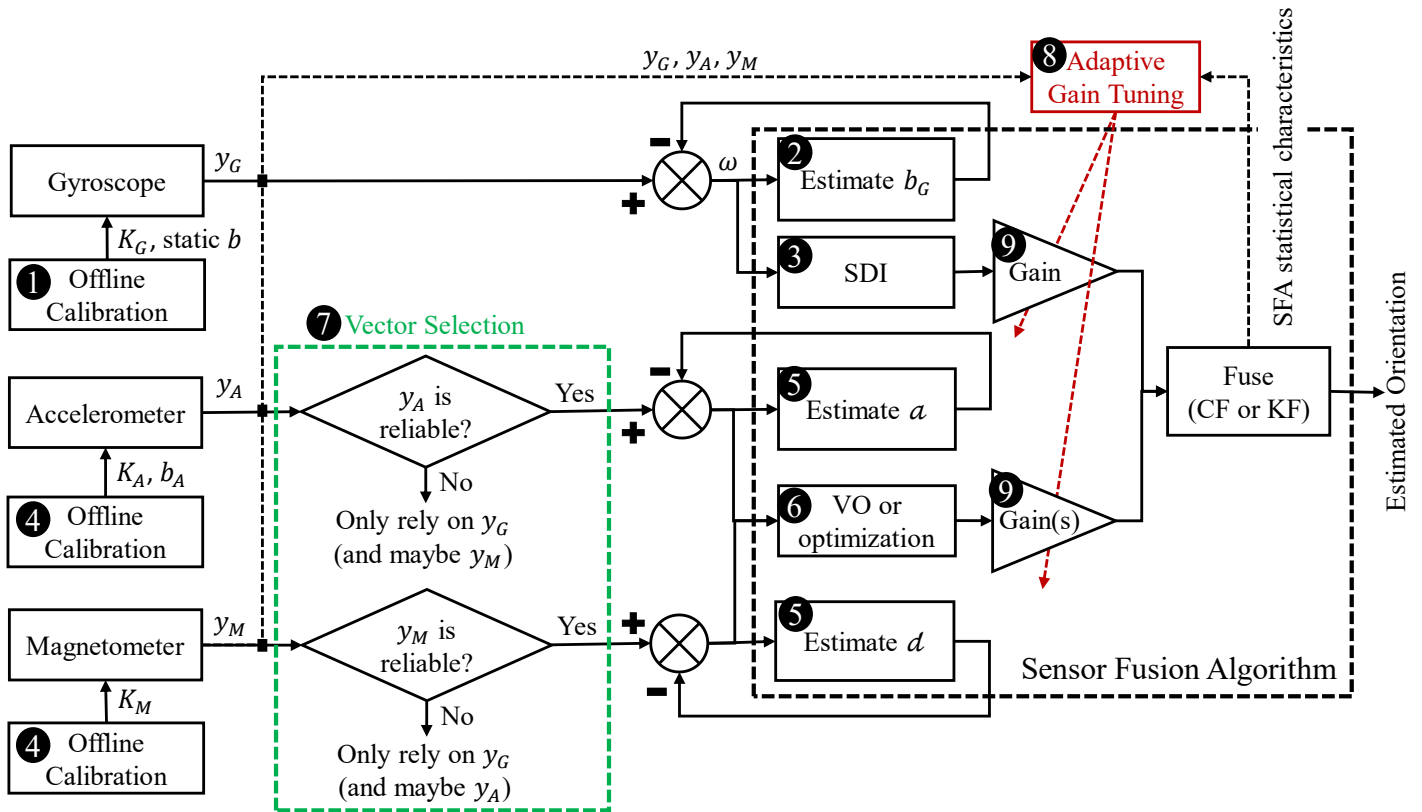 y_G, y_A, y_M
8
Adaptive
Gain Tuning
SFA statistical characteristics
Gyroscope
y_G
−
+
ω
2
Estimate b_G
K_G, static b
1
Offline
Calibration
3
SDI
9
Gain
7
Vector Selection
Accelerometer
y_A
y_A is
reliable?
Yes
−
+
5
Estimate a
Fuse
(CF or KF)
Estimated Orientation
No
Only rely on y_G
(and maybe y_M)
K_A, b_A
4
Offline
Calibration
6
VO or
optimization
9
Gain(s)
Magnetometer
y_M
y_M is
reliable?
Yes
+
−
5
Estimate d
Sensor Fusion Algorithm
No
Only rely on y_G
(and maybe y_A)
K_M
4
Offline
Calibration